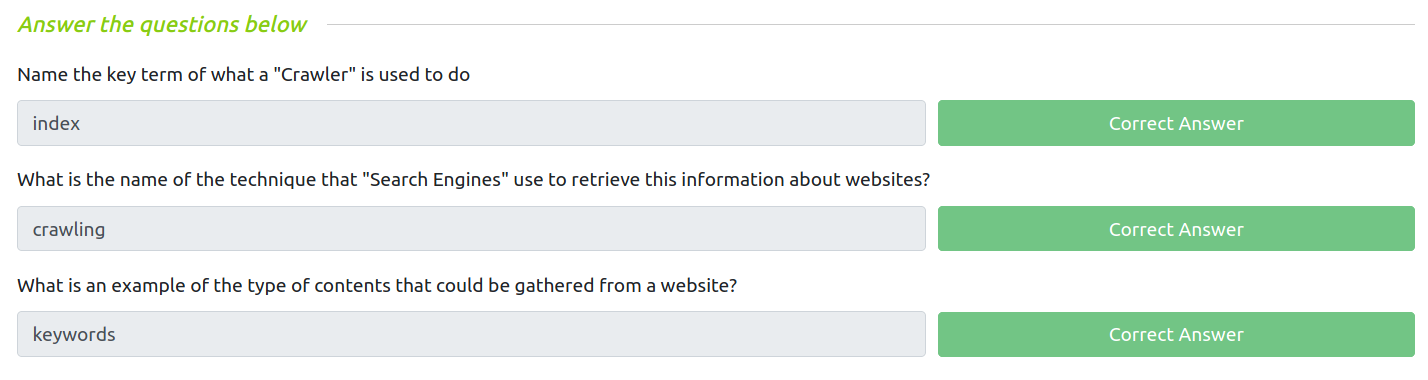 Answer the questions below
Name the key term of what a "Crawler" is used to do
index
Correct Answer
What is the name of the technique that "Search Engines" use to retrieve this information about websites?
crawling
Correct Answer
What is an example of the type of contents that could be gathered from a website?
keywords
Correct Answer